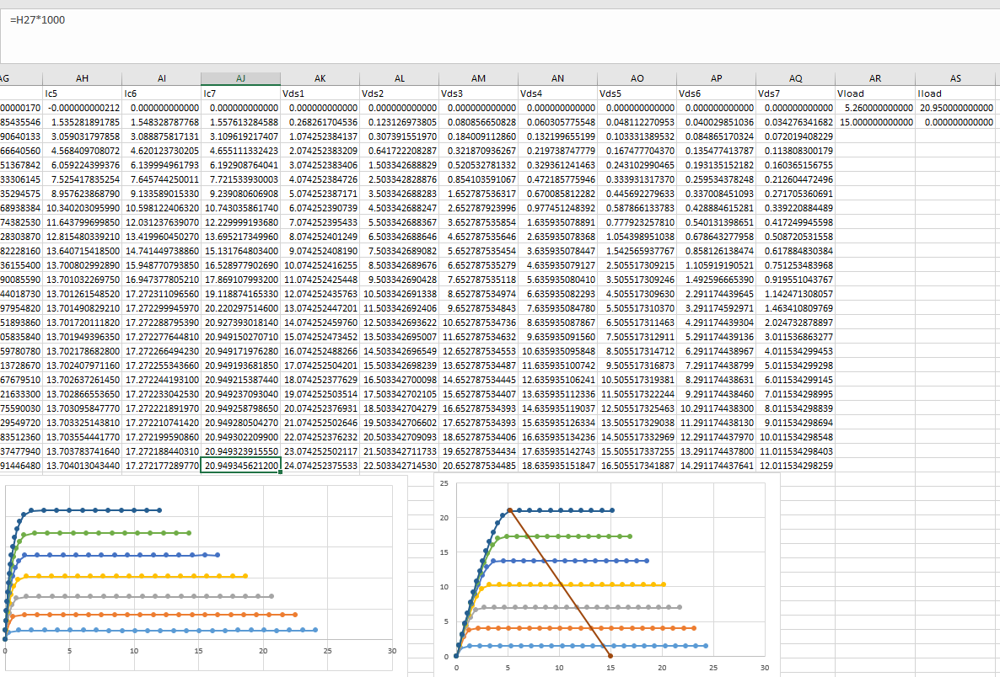 =H27*1000
AG AH AI AJ AK AL AM AN AO AP AQ AR AS
Ic5 Ic6 Ic7 Vds1 Vds2 Vds3 Vds4 Vds5 Vds6 Vds7 Vload Iload
00000170 -0.000000000212 0.000000000000 0.000000000000 0.000000000000 0.000000000000 0.000000000000 0.000000000000 0.000000000000 0.000000000000 0.000000000000 5.260000000000 20.950000000000
85435546 1.535281891785 1.548328787768 1.557613284588 0.268261704536 0.123126973805 0.080856650828 0.060305775548 0.048112270953 0.040029851036 0.034276341682 15.000000000000 0.000000000000
90640133 3.059031797858 3.088875817131 3.109619217407 1.074252384137 0.307391551970 0.184009112860 0.132199655199 0.103331389532 0.084865170324 0.072019408229
66640560 4.568409708072 4.620123730205 4.655111332423 2.074252383209 0.641722208287 0.321870936267 0.219738747779 0.167477704370 0.135477413787 0.113808300179
51367842 6.059224399376 6.139994961793 6.192908764041 3.074252383406 1.503342688829 0.520532781332 0.329361241463 0.243102990465 0.193135152182 0.160365156755
33306145 7.525417835254 7.645744250011 7.721533930003 4.074252384726 2.503342828876 0.854103591067 0.472185775946 0.333931317370 0.259534378248 0.212604472496
35294575 8.957623868790 9.133589015330 9.239080606908 5.074252387171 3.503342688283 1.652787536317 0.670085812282 0.445692279633 0.337008451093 0.271705360691
68938384 10.340203095990 10.598122406320 10.743035861740 6.074252390739 4.503342688247 2.652787923996 0.977451248392 0.587866133783 0.428884615281 0.339220884489
74382530 11.643799699850 12.031237639070 12.229999193680 7.074252395433 5.503342688367 3.652787535854 1.635935078891 0.777923257810 0.540131398651 0.417249945598
28303870 12.815480339210 13.419960450270 13.695217349960 8.074252401249 6.503342688646 4.652787535646 2.635935078368 1.054398951038 0.678643277958 0.508720531558
82228160 13.640715418500 14.741449738860 15.131764803400 9.074252408190 7.503342689082 5.652787535454 3.635935078447 1.542565937767 0.858126138474 0.617884830384
36155400 13.700802992890 15.948770793850 16.528977902690 10.074252416255 8.503342689676 6.652787535279 4.635935079127 2.505517309215 1.105919190521 0.751253483968
90085590 13.701032269750 16.947377805210 17.869107993200 11.074252425448 9.503342690428 7.652787535118 5.635935080410 3.505517309246 1.492596665390 0.919551043767
44018730 13.701261548520 17.272311096560 19.118874165330 12.074252435763 10.503342691338 8.652787534974 6.635935082293 4.505517309630 2.291174439645 1.142471308057
97954820 13.701490829210 17.272299945970 20.220297514600 13.074252447201 11.503342692406 9.652787534843 7.635935084780 5.505517310370 3.291174592971 1.463410809769
51893860 13.701720111820 17.272288795390 20.927393018140 14.074252459760 12.503342693622 10.652787534736 8.635935087867 6.505517311463 4.291174439304 2.024732878897
05835840 13.701949396350 17.272277644810 20.949150270710 15.074252473452 13.503342695007 11.652787534632 9.635935091560 7.505517312911 5.291174439136 3.011536863277
59780780 13.702178682800 17.272266494230 20.949171976280 16.074252488266 14.503342696549 12.652787534553 10.635935095848 8.505517314712 6.291174438967 4.011534299453
13728670 13.702407971160 17.272255343660 20.949193681850 17.074252504201 15.503342698239 13.652787534487 11.635935100742 9.505517316873 7.291174438799 5.011534299298
67679510 13.702637261450 17.272244193100 20.949215387440 18.074252377629 16.503342700098 14.652787534445 12.635935106241 10.505517319381 8.291174438631 6.011534299145
21633300 13.702866553650 17.272233042530 20.949237093040 19.074252503514 17.503342702105 15.652787534407 13.635935112336 11.505517322244 9.291174438460 7.011534298995
75590030 13.703095847770 17.272221891970 20.949258798650 20.074252376931 18.503342704279 16.652787534393 14.635935119037 12.505517325463 10.291174438300 8.011534298839
29549720 13.703325143810 17.272210741420 20.949280504270 21.074252502646 19.503342706602 17.652787534393 15.635935126334 13.505517329038 11.291174438130 9.011534298694
83512360 13.703554441770 17.272199590860 20.949302209900 22.074252376232 20.503342709093 18.652787534406 16.635935134236 14.505517332969 12.291174437970 10.011534298548
37477940 13.703783741640 17.272188440310 20.949323915550 23.074252502117 21.503342711733 19.652787534434 17.635935142743 15.505517337255 13.291174437800 11.011534298403
91446480 13.704013043440 17.272177289770 20.949345621200 24.074252375533 22.503342714530 20.652787534485 18.635935151847 16.505517341887 14.291174437641 12.011534298259
0 5 10 15 20 25 30
25
20
15
10
5
0
0 5 10 15 20 25 30